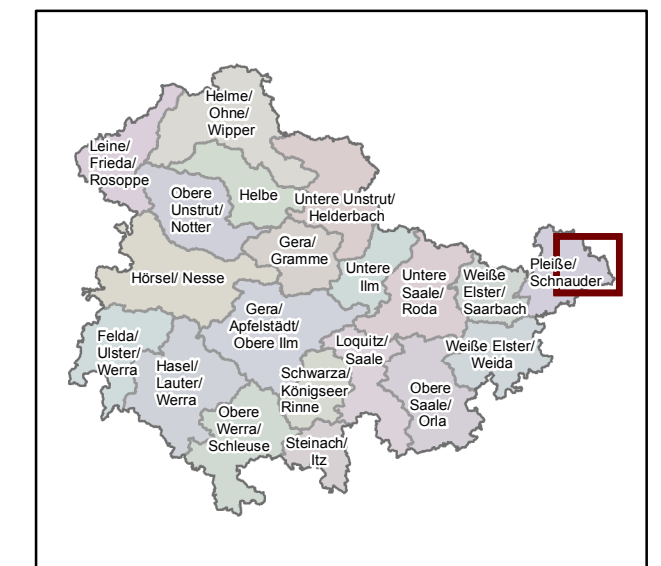 Helme/
Ohne/
Wipper
Leine/
Frieda/
Rosoppe
Obere
Unstrut/
Notter
Helbe
Untere Unstrut/
Helderbach
Gera/
Gramme
Hörsel/ Nesse
Untere
Ilm
Untere
Saale/
Roda
Weiße
Elster/
Saarbach
Pleiße/
Schnauder
Gera/
Apfelstädt/
Obere Ilm
Felda/
Ulster/
Werra
Hasel/
Lauter/
Werra
Loquitz/
Saale
Weiße Elster/
Weida
Schwarza/
Königseer
Rinne
Obere
Saale/
Orla
Obere
Werra/
Schleuse
Steinach/
Itz